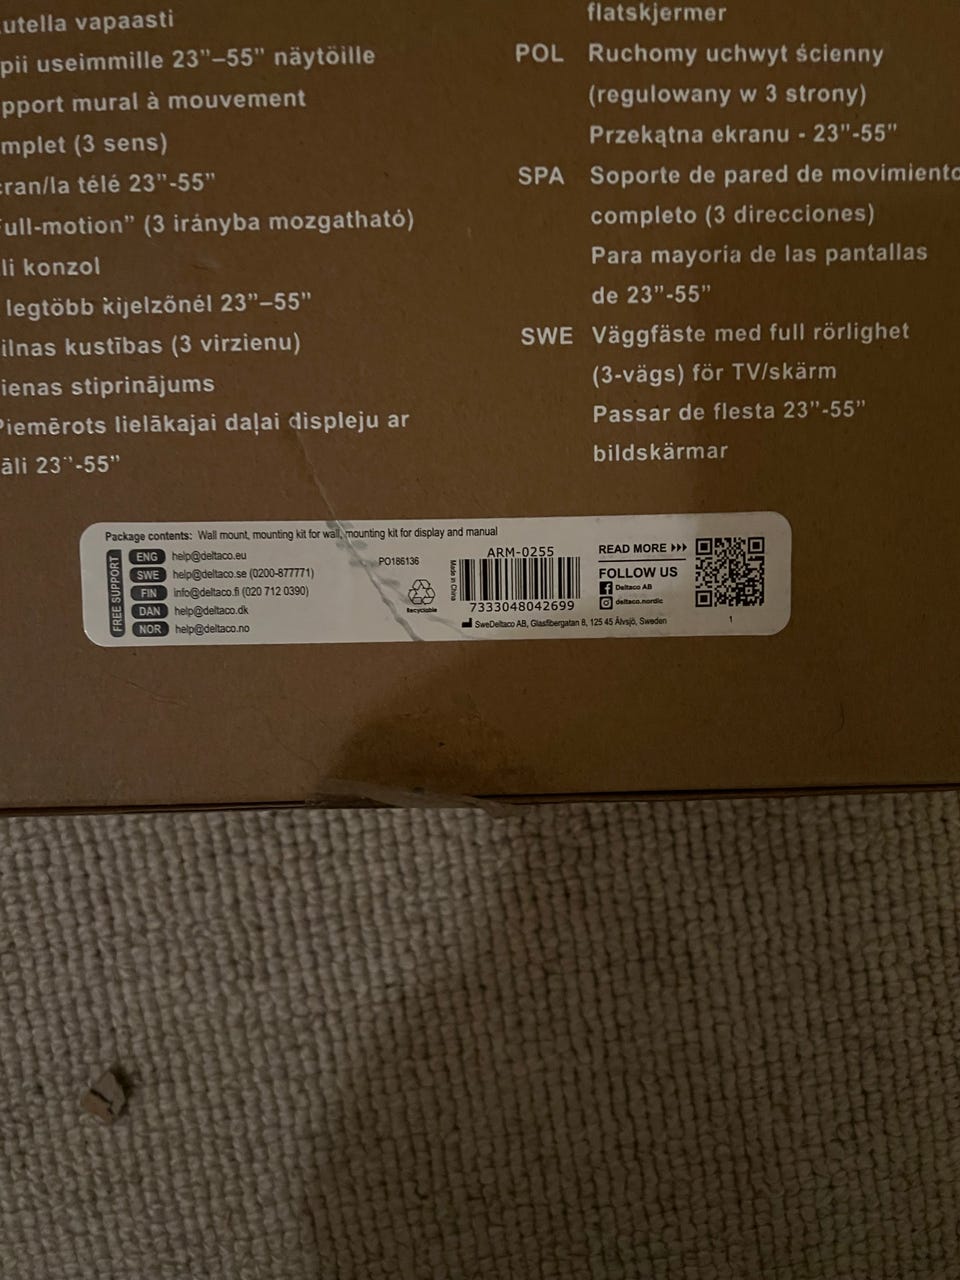 utella vapaasti
pii useimmille 23”–55” näytöille
pport mural à mouvement
mplet (3 sens)
cran/la télé 23"-55"
Full-motion” (3 irányba mozgatható)
li konzol
legtöbb kijelzőnél 23”–55”
ilnas kustības (3 virzienu)
ienas stiprinājums
Piemērots lielākajai daļai displeju ar
āli 23"-55"
flatskjermer
POL Ruchomy uchwyt ścienny
(regulowany w 3 strony)
Przekątna ekranu - 23”-55”
SPA Soporte de pared de movimiento
completo (3 direcciones)
Para mayoría de las pantallas
de 23”-55”
SWE Väggfäste med full rörlighet
(3-vägs) för TV/skärm
Passar de flesta 23”-55”
bildskärmar
Package contents: Wall mount, mounting kit for wall, mounting kit for display and manual
FREE SUPPORT
ENG help@deltaco.eu
SWE help@deltaco.se (0200-877771)
FIN info@deltaco.fi (020 712 0390)
DAN help@deltaco.dk
NOR help@deltaco.no
PO186136
Recyclable
Made in China
ARM-0255
7333048042699
SweDeltaco AB, Glasfibergatan 8, 125 45 Älvsjö, Sweden
READ MORE
FOLLOW US
Deltaco AB
deltaco.nordic
1